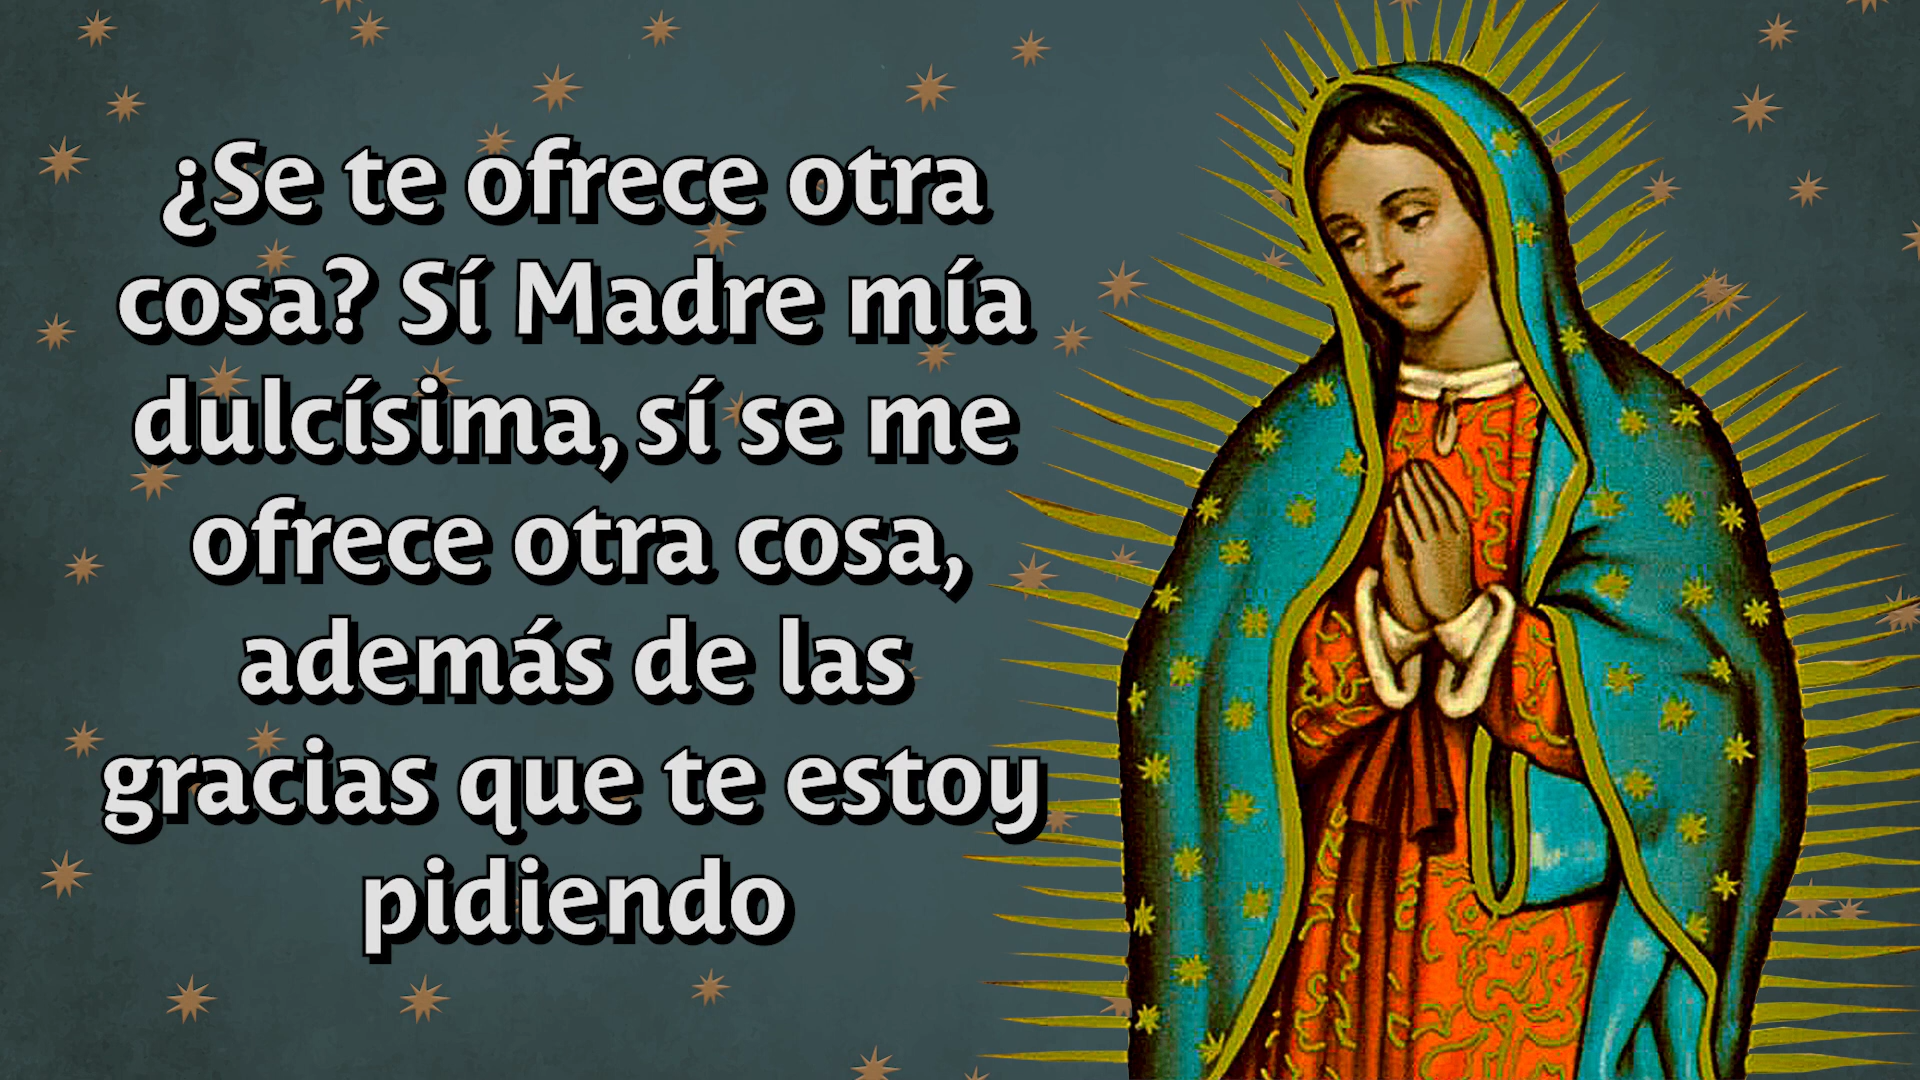 ¿Se te ofrece otra
cosa? Sí Madre mía
dulcísima, sí se me
ofrece otra cosa,
además de las
gracias que te estoy
pidiendo